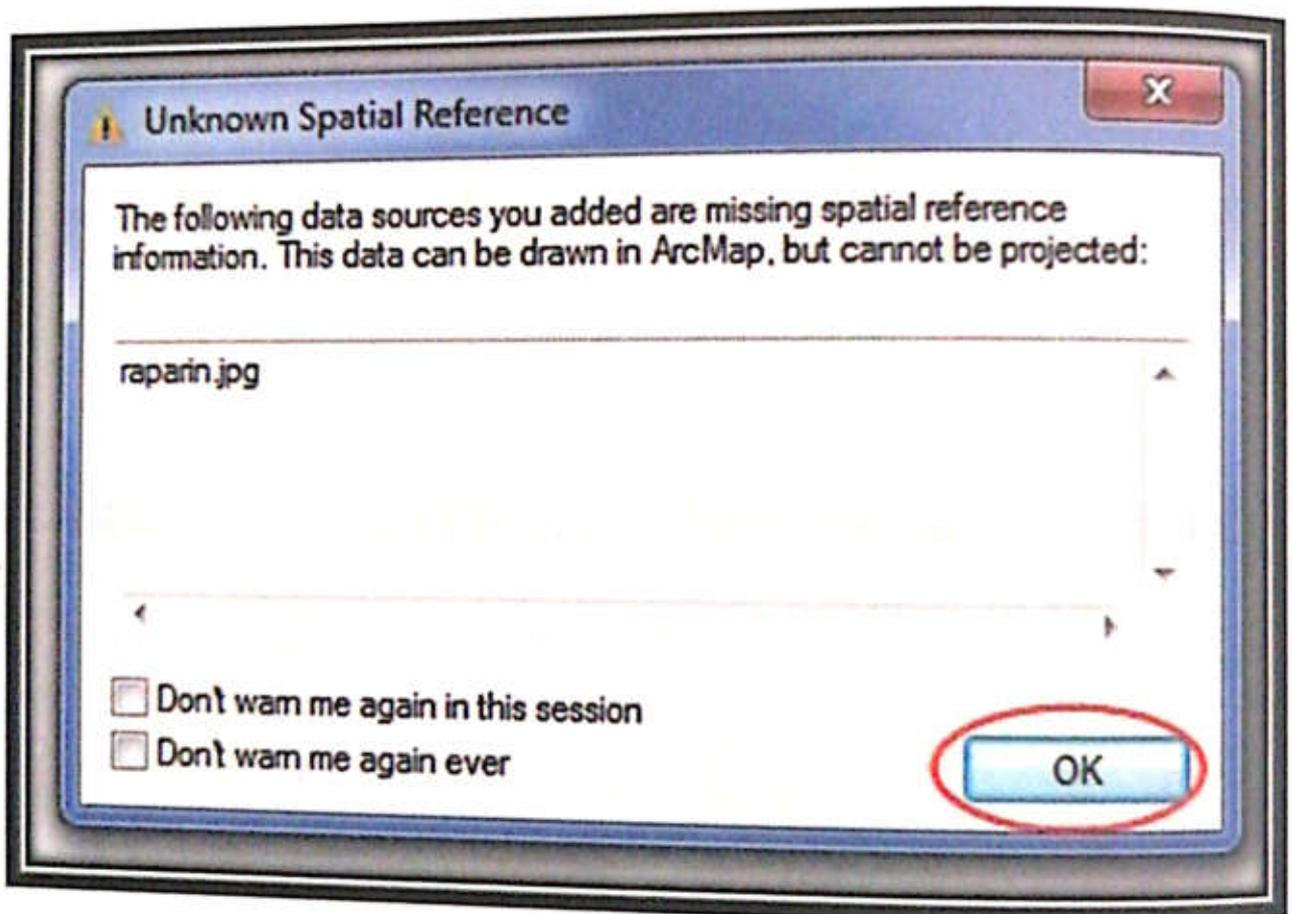 Unknown Spatial Reference
The following data sources you added are missing spatial reference
information. This data can be drawn in ArcMap, but cannot be projected:
raparin.jpg
Don't warn me again in this session
Don't warn me again ever
OK